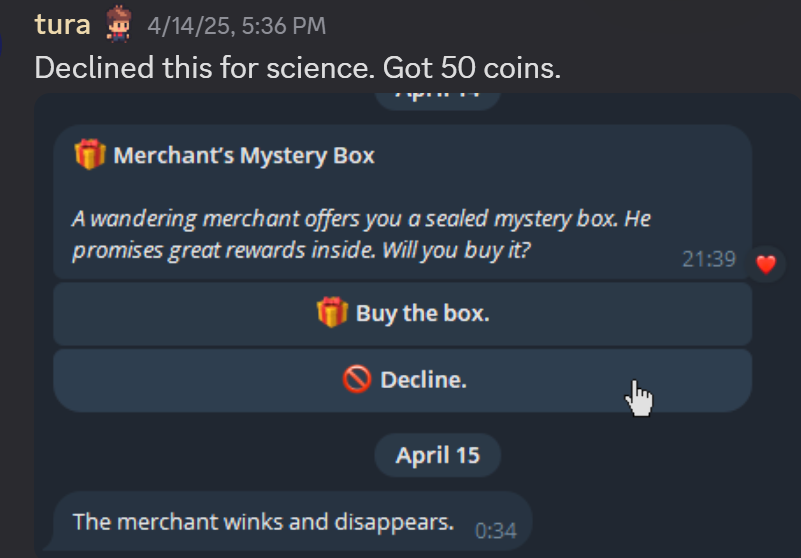 tura 4/14/25, 5:36 PM
Declined this for science. Got 50 coins.
April 14
Merchant’s Mystery Box
A wandering merchant offers you a sealed mystery box. He
promises great rewards inside. Will you buy it?
21:39
Buy the box.
Decline.
April 15
The merchant winks and disappears. 0:34